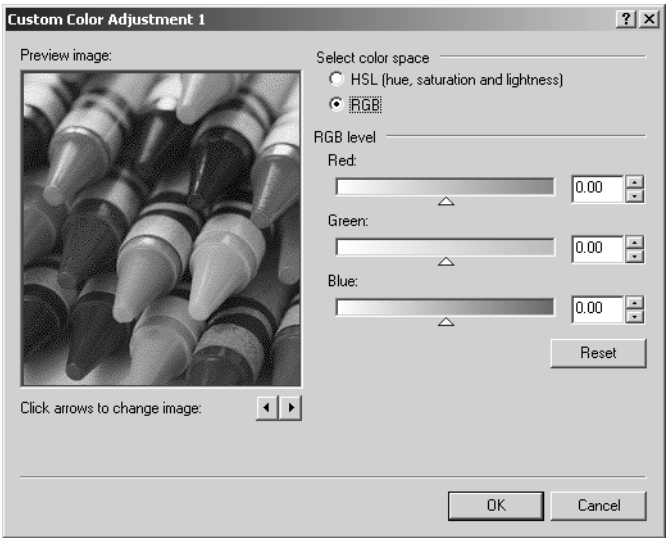 Custom Color Adjustment 1
Preview image:
Click arrows to change image:
Select color space
HSL (hue, saturation and lightness)
RGB
RGB level
Red:
0.00
Green:
0.00
Blue:
0.00
Reset
OK
Cancel